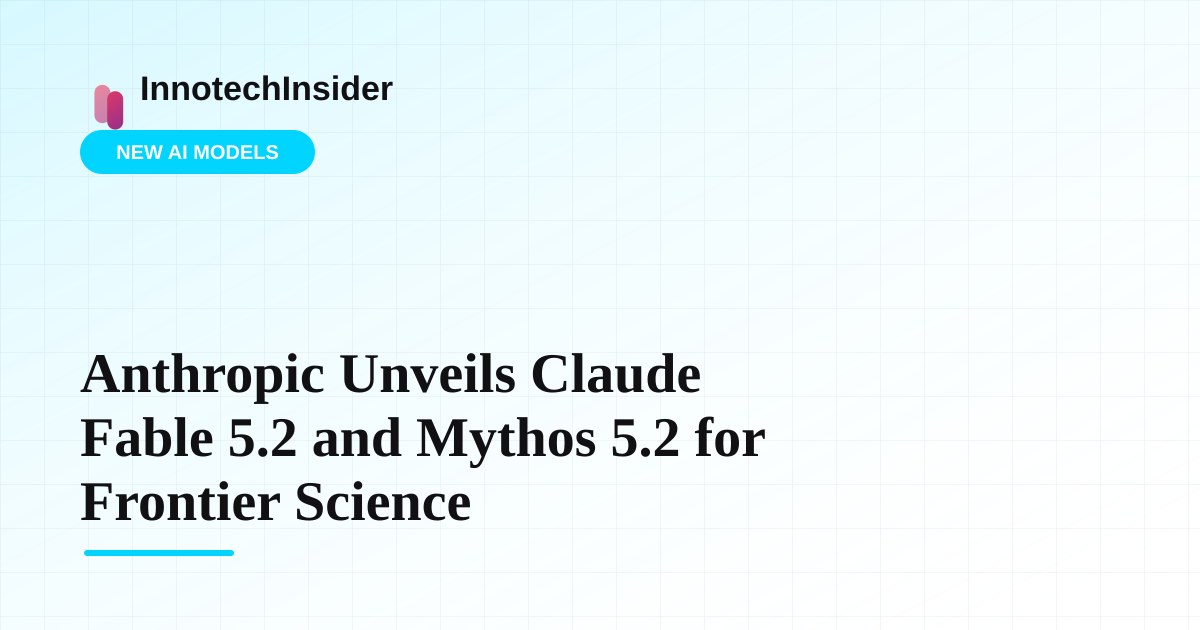 InnotechInsider
NEW AI MODELS
Anthropic Unveils Claude
Fable 5.2 and Mythos 5.2 for
Frontier Science